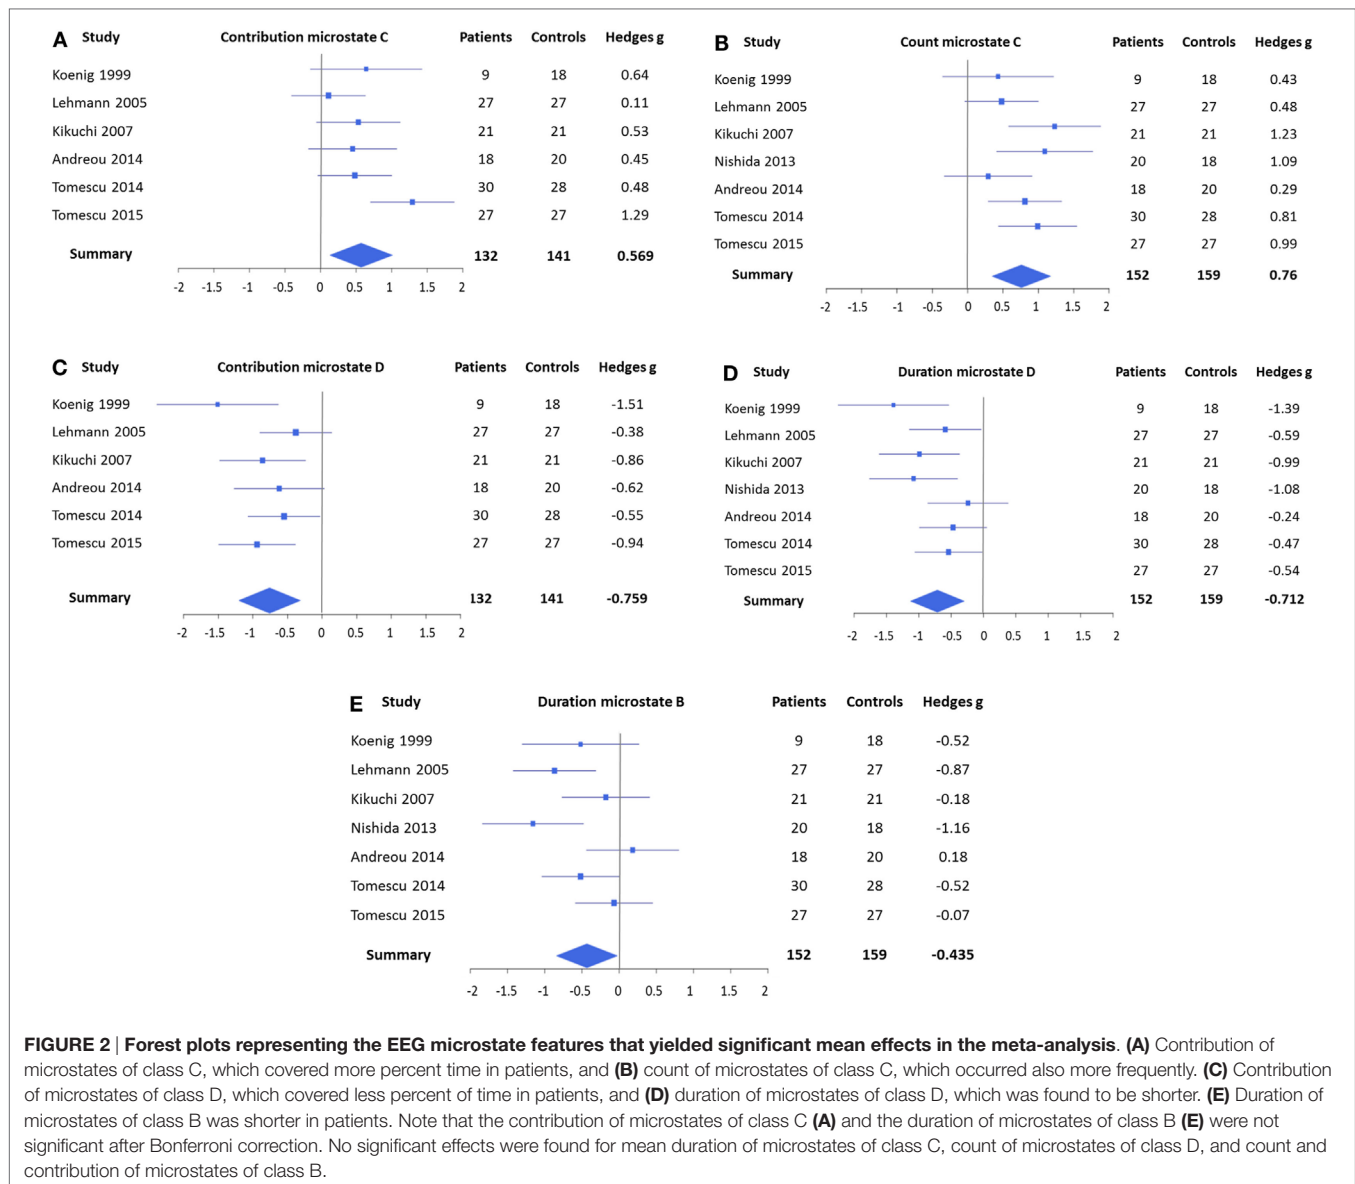 A Study Contribution microstate C Patients Controls Hedges g
Koenig 1999 9 18 0.64
Lehmann 2005 27 27 0.11
Kikuchi 2007 21 21 0.53
Andreou 2014 18 20 0.45
Tomescu 2014 30 28 0.48
Tomescu 2015 27 27 1.29
Summary 132 141 0.569
-2 -1.5 -1 -0.5 0 0.5 1 1.5 2
B Study Count microstate C Patients Controls Hedges g
Koenig 1999 9 18 0.43
Lehmann 2005 27 27 0.48
Kikuchi 2007 21 21 1.23
Nishida 2013 20 18 1.09
Andreou 2014 18 20 0.29
Tomescu 2014 30 28 0.81
Tomescu 2015 27 27 0.99
Summary 152 159 0.76
-2 -1.5 -1 -0.5 0 0.5 1 1.5 2
C Study Contribution microstate D Patients Controls Hedges g
Koenig 1999 9 18 -1.51
Lehmann 2005 27 27 -0.38
Kikuchi 2007 21 21 -0.86
Andreou 2014 18 20 -0.62
Tomescu 2014 30 28 -0.55
Tomescu 2015 27 27 -0.94
Summary 132 141 -0.759
-2 -1.5 -1 -0.5 0 0.5 1 1.5 2
D Study Duration microstate D Patients Controls Hedges g
Koenig 1999 9 18 -1.39
Lehmann 2005 27 27 -0.59
Kikuchi 2007 21 21 -0.99
Nishida 2013 20 18 -1.08
Andreou 2014 18 20 -0.24
Tomescu 2014 30 28 -0.47
Tomescu 2015 27 27 -0.54
Summary 152 159 -0.712
-2 -1.5 -1 -0.5 0 0.5 1 1.5 2
E Study Duration microstate B Patients Controls Hedges g
Koenig 1999 9 18 -0.52
Lehmann 2005 27 27 -0.87
Kikuchi 2007 21 21 -0.18
Nishida 2013 20 18 -1.16
Andreou 2014 18 20 0.18
Tomescu 2014 30 28 -0.52
Tomescu 2015 27 27 -0.07
Summary 152 159 -0.435
-2 -1.5 -1 -0.5 0 0.5 1 1.5 2
FIGURE 2 | Forest plots representing the EEG microstate features that yielded significant mean effects in the meta-analysis. (A) Contribution of
microstates of class C, which covered more percent time in patients, and (B) count of microstates of class C, which occurred also more frequently. (C) Contribution
of microstates of class D, which covered less percent of time in patients, and (D) duration of microstates of class D, which was found to be shorter. (E) Duration of
microstates of class B was shorter in patients. Note that the contribution of microstates of class C (A) and the duration of microstates of class B (E) were not
significant after Bonferroni correction. No significant effects were found for mean duration of microstates of class C, count of microstates of class D, and count and
contribution of microstates of class B.